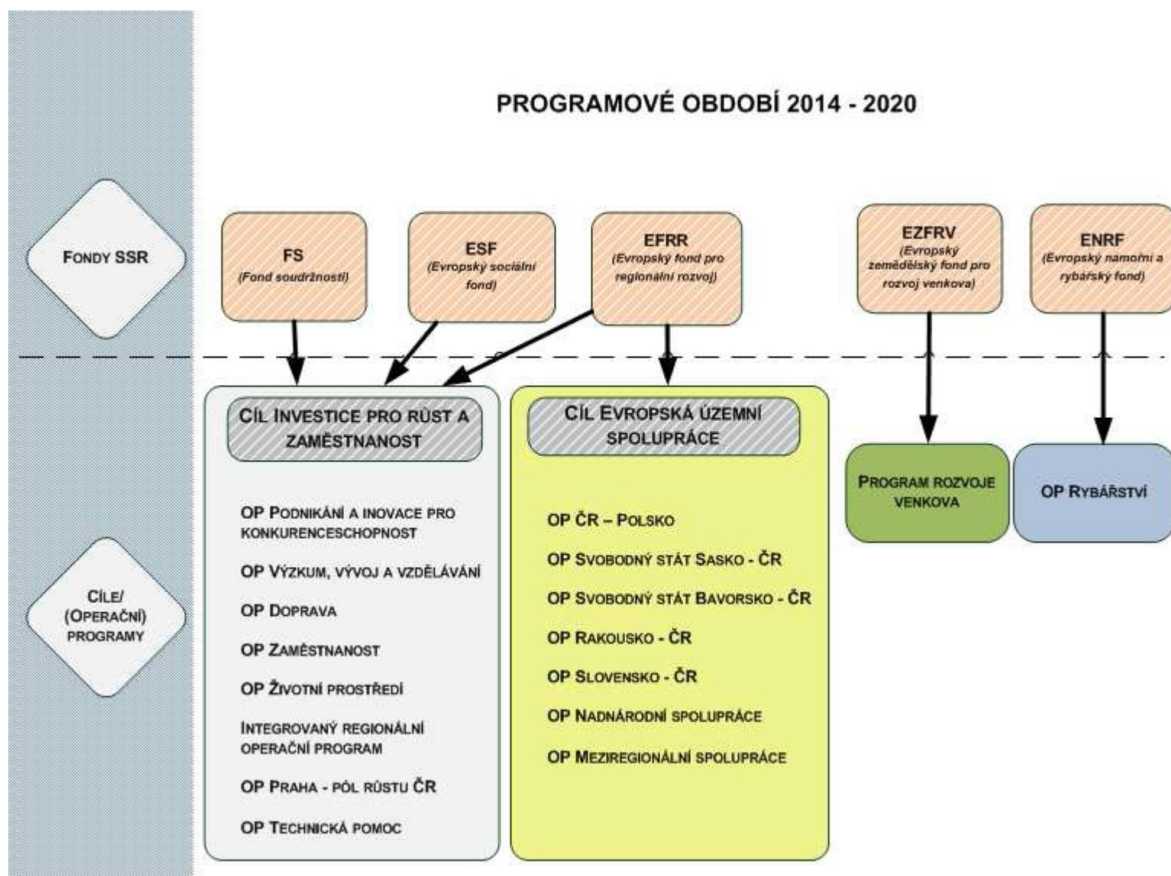 PROGRAMOVÉ OBDOBÍ 2014 - 2020
FONDY SSR
FS
(Fond soudržnosti)
ESF
(Evropský sociální
fond)
EFRR
(Evropský fond pro
regionální rozvoj)
EZFRV
(Evropský
zemědělský fond pro
rozvoj venkova)
ENRF
(Evropský námořní a
rybářský fond)
CÍLE/
(OPERAČNÍ)
PROGRAMY
CÍL INVESTICE PRO RŮST A
ZAMĚSTNANOST
OP PODNIKÁNÍ A INOVACE PRO
KONKURENCESCHOPNOST
OP VÝZKUM, VÝVOJ A VZDĚLÁVÁNÍ
OP DOPRAVA
OP ZAMĚSTNANOST
OP ŽIVOTNÍ PROSTŘEDÍ
INTEGROVANÝ REGIONÁLNÍ
OPERAČNÍ PROGRAM
OP PRAHA - PÓL RŮSTU ČR
OP TECHNICKÁ POMOC
CÍL EVROPSKÁ ÚZEMNÍ
SPOLUPRÁCE
OP ČR – POLSKO
OP SVOBODNÝ STÁT SASKO - ČR
OP SVOBODNÝ STÁT BAVORSKO - ČR
OP RAKOUSKO - ČR
OP SLOVENSKO - ČR
OP NADNÁRODNÍ SPOLUPRÁCE
OP MEZIREGIONÁLNÍ SPOLUPRÁCE
PROGRAM ROZVOJE
VENKOVA
OP RYBÁŘSTVÍ